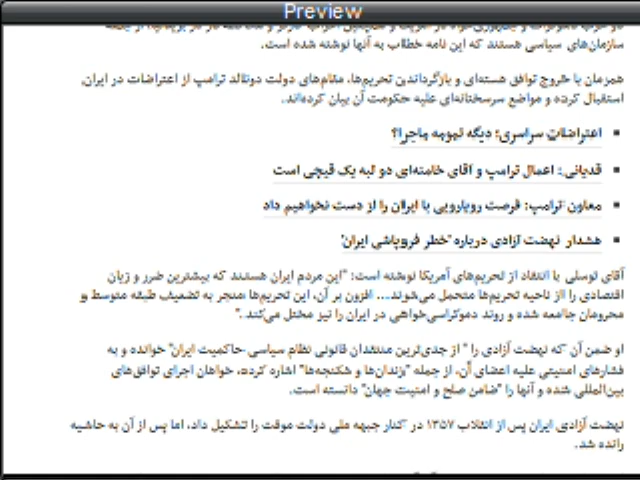 Preview
سازمان‌های سیاسی هستند که این نامه خطاب به آنها نوشته شده است.
همزمان با خروج توافق هسته‌ای و بازگرداندین تحریم‌ها، مقام‌های دولت دونالد ترامپ از اعتراضات در ایران
استقبال کرده و مواضع سرسختانه‌ای علیه حکومت آن بیان کرده‌اند.
اعتراضات سراسری؛ دیگه تمومه ماجرا؟
قدیانی: اعمال ترامپ و آقای خامنه‌ای دو لبه یک قیچی است
معاون ترامپ: فرصت رویارویی با ایران را از دست نخواهیم داد
هشدار نهضت آزادی درباره 'خطر فروپاشی ایران'
آقای توسلی با انتقاد از تحریم‌های آمریکا نوشته است: "این مردم ایران هستند که بیشترین ضرر و زیان
اقتصادی را از ناحیه تحریم‌ها متحمل می‌شوند... افزون بر آن، این تحریم‌ها منجر به تضعیف طبقه متوسط و
محرومان جامعه شده و روند دموکراسی‌خواهی در ایران را نیز مختل می‌کند."
او ضمن آن که نهضت آزادی را " از جدی‌ترین منتقدان قانونی نظام سیاسی حاکمیت ایران" خوانده و به
فشارهای امنیتی علیه اعضای آن، از جمله "زندان‌ها و شکنجه‌ها" اشاره کرده، خواهان اجرای توافق‌های
بین‌المللی شده و آنها را "ضامن صلح و امنیت جهان" دانسته است.
نهضت آزادی ایران پس از انقلاب ۱۳۵۷ در کنار جبهه ملی دولت موقت را تشکیل داد، اما پس از آن به حاشیه
رانده شد.